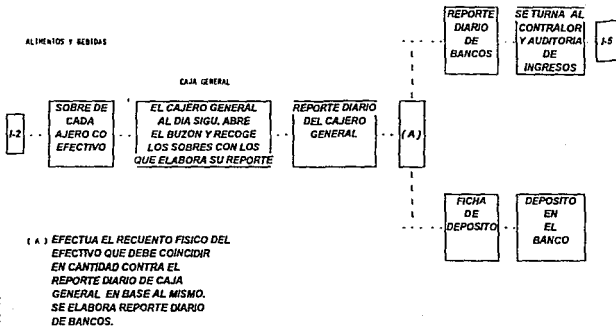 ALIMENTOS Y BEBIDAS
CAJA GENERAL
I-2
SOBRE DE
CADA
AJERO CO
EFECTIVO
EL CAJERO GENERAL
AL DIA SIGU. ABRE
EL BUZON Y RECOGE
LOS SOBRES CON LOS
QUE ELABORA SU REPORTE
REPORTE DIARIO
DEL CAJERO
GENERAL
( A )
REPORTE
DIARIO
DE
BANCOS
SE TURNA AL
CONTRALOR
Y AUDITORIA
DE
INGRESOS
I-5
FICHA
DE
DEPOSITO
DEPOSITO
EN
EL
BANCO
( A ) EFECTUA EL RECUENTO FISICO DEL
EFECTIVO QUE DEBE COINCIDIR
EN CANTIDAD CONTRA EL
REPORTE DIARIO DE CAJA
GENERAL EN BASE AL MISMO.
SE ELABORA REPORTE DIARIO
DE BANCOS.